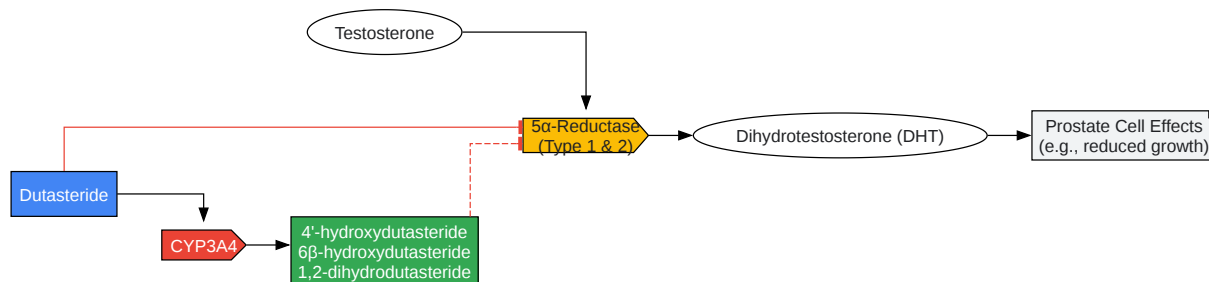 Testosterone
5α-Reductase
(Type 1 & 2)
Dihydrotestosterone (DHT)
Prostate Cell Effects
(e.g., reduced growth)
Dutasteride
CYP3A4
4'-hydroxydutasteride
6β-hydroxydutasteride
1,2-dihydrodutasteride